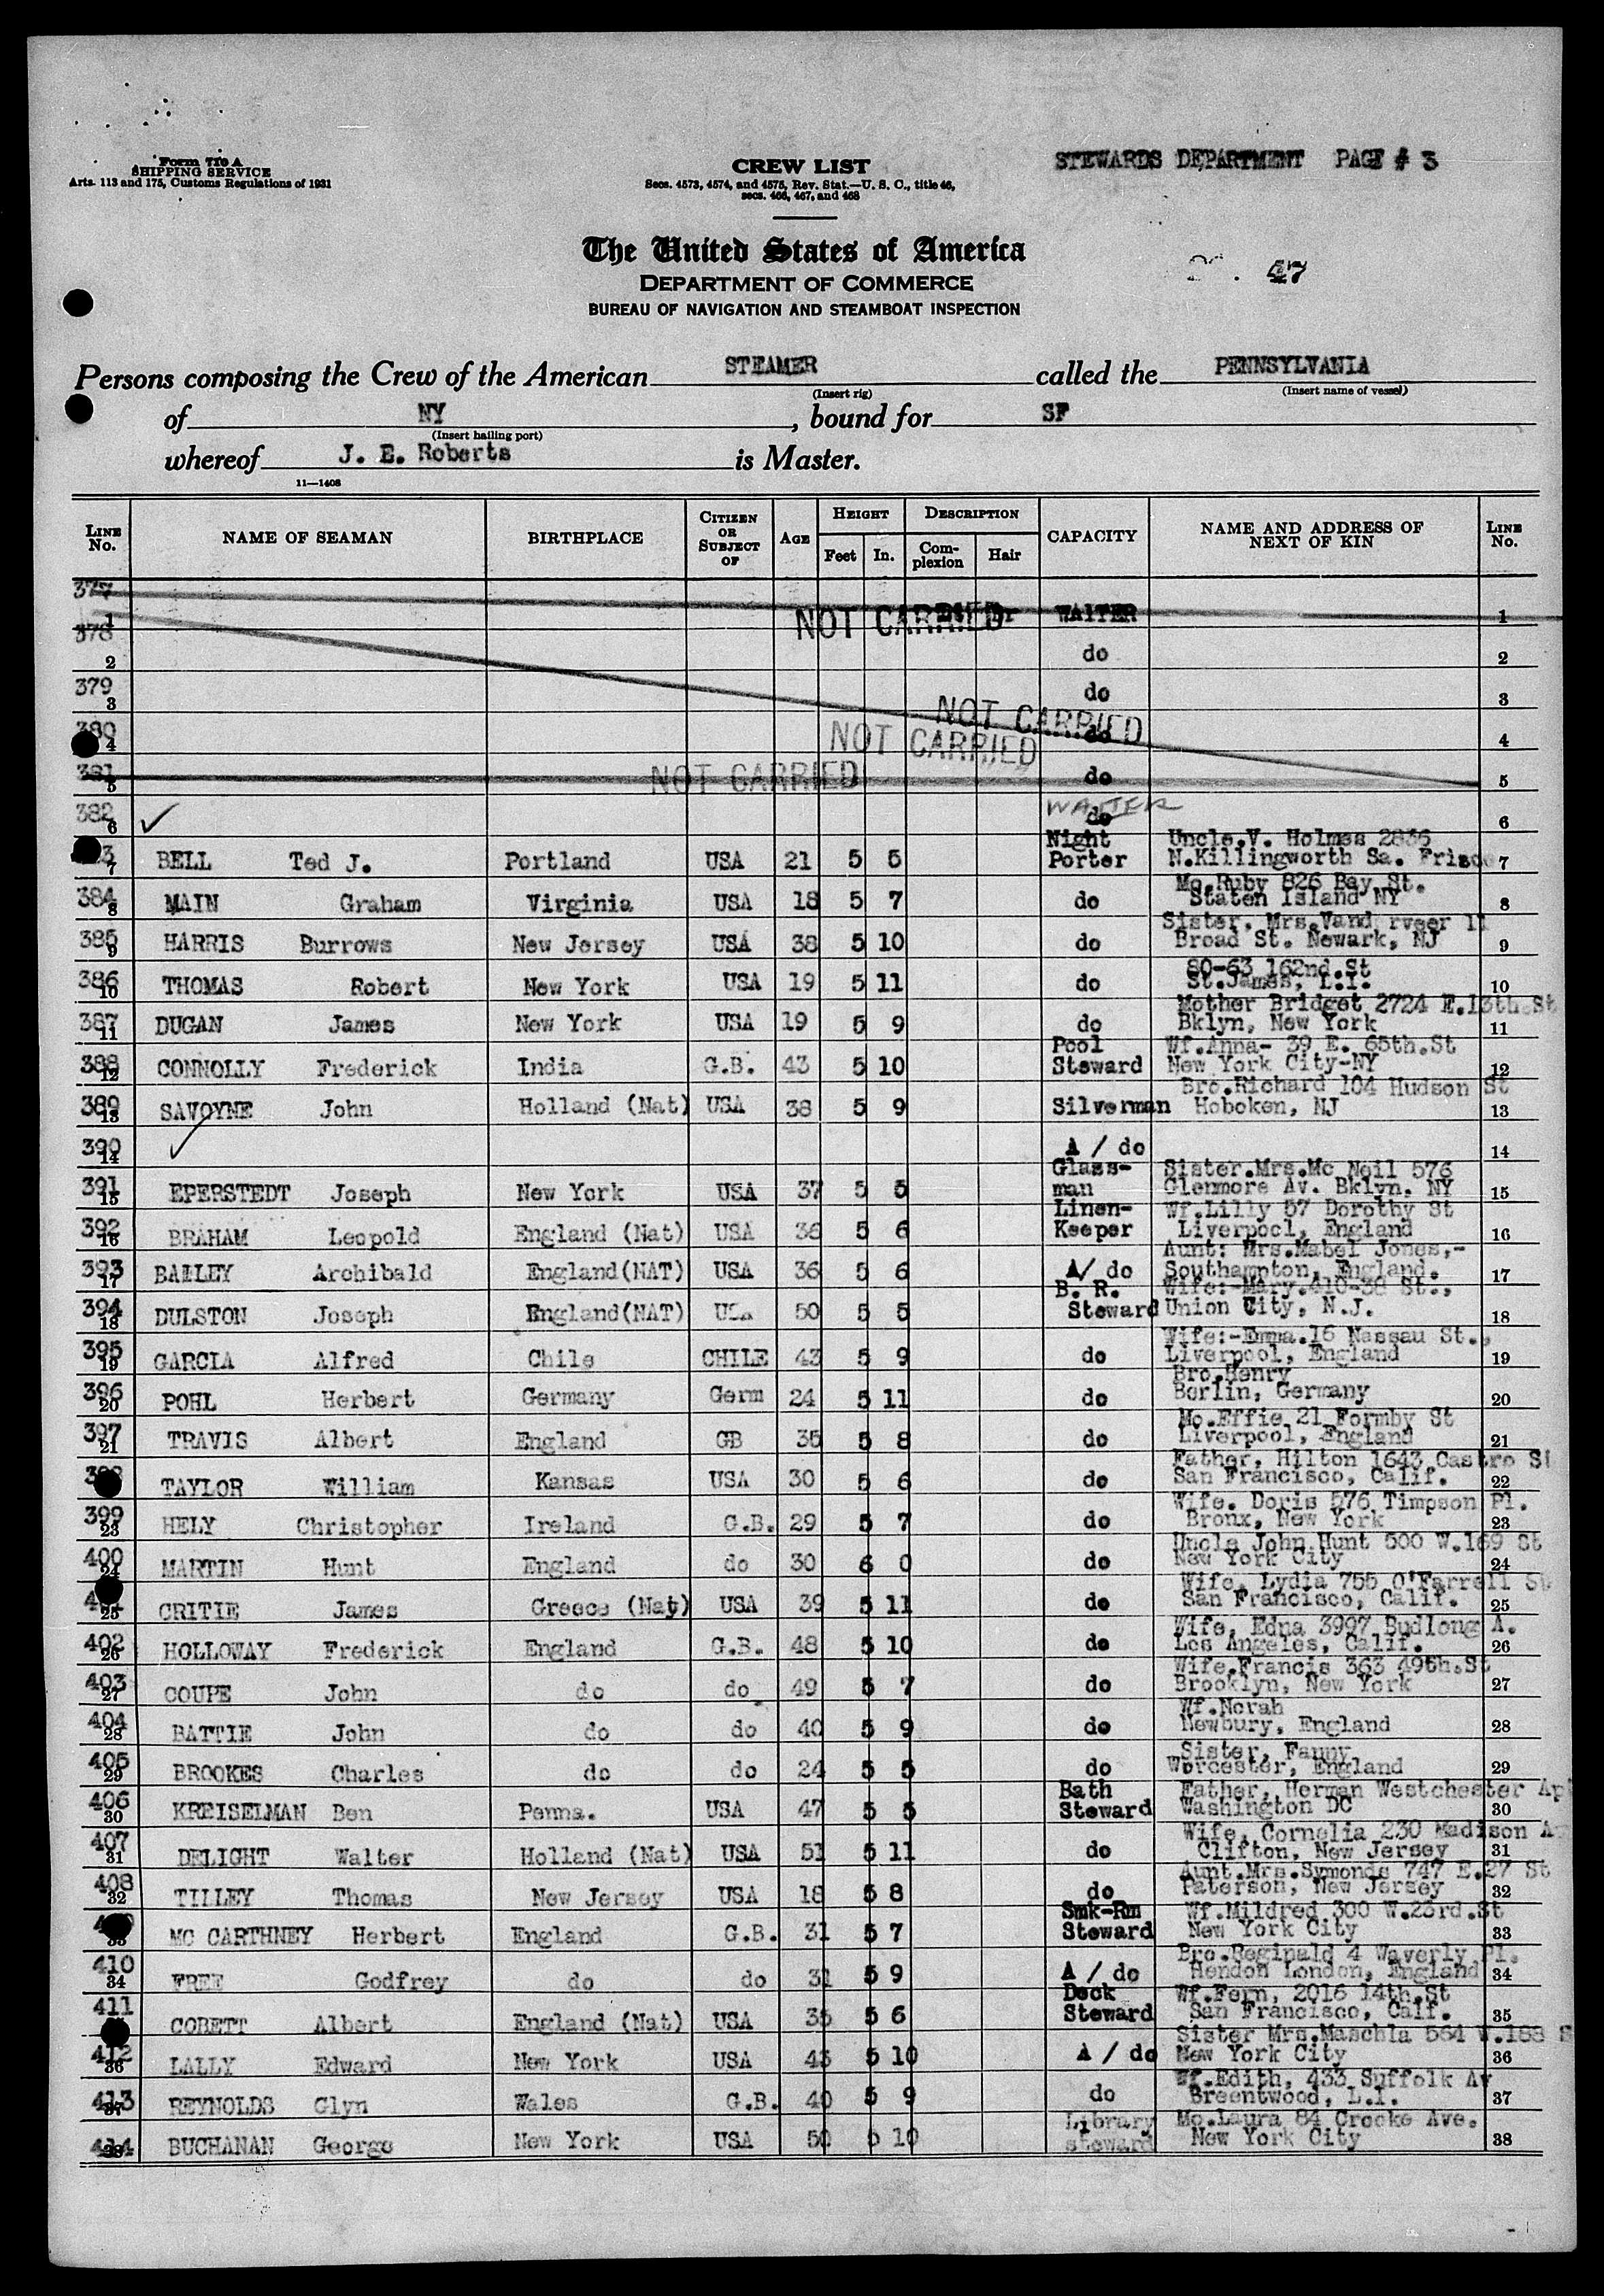 Form 710 A
SHIPPING SERVICE
Arts. 113 and 175, Customs Regulations of 1931
CREW LIST
Secs. 4573, 4574, and 4575, Rev. Stat.—U. S. C., title 46,
secs. 466, 467, and 468
STEWARDS DEPARTMENT PAGE # 3
The United States of America
DEPARTMENT OF COMMERCE
BUREAU OF NAVIGATION AND STEAMBOAT INSPECTION
47
Persons composing the Crew of the American STEAMER called the PENNSYLVANIA
(Insert rig) (Insert name of vessel)
of NY, bound for SF
(Insert hailing port)
whereof J. E. Roberts is Master.
11—1408
LINE No. NAME OF SEAMAN BIRTHPLACE CITIZEN OR SUBJECT OF AGE HEIGHT Feet In. DESCRIPTION Complexion Hair CAPACITY NAME AND ADDRESS OF NEXT OF KIN LINE No.
377 1 NOT CARRIED WAITER 1
378 2 do 2
379 3 do 3
380 4 NOT CARRIED NOT CARRIED do 4
381 5 NOT CARRIED do 5
382 6 ✓ WAITER do 6
7 BELL Ted J. Portland USA 21 5 5 Night Porter Uncle.V. Holmes 2836 N.Killingworth Sa. Frisco 7
384 8 MAIN Graham Virginia USA 18 5 7 do Mo.Ruby 826 Bay St. Staten Island NY 8
385 9 HARRIS Burrows New Jersey USA 38 5 10 do Sister, Mrs.Vand rveer 11 Broad St. Newark, NJ 9
386 10 THOMAS Robert New York USA 19 5 11 do 80-63 162nd.St St.James, L.I. 10
387 11 DUGAN James New York USA 19 5 9 do Mother Bridget 2724 E.13th.St Bklyn, New York 11
388 12 CONNOLLY Frederick India G.B. 43 5 10 Pool Steward Wf.Anna- 39 E. 65th.St New York City-NY 12
389 13 SAVOYNE John Holland (Nat) USA 38 5 9 Silverman Bro.Richard 104 Hudson St Hoboken, NJ 13
390 14 ✓ A / do 14
391 15 EPERSTEDT Joseph New York USA 37 5 5 Glass- man Sister.Mrs.Mc Neil 576 Glenmore Av. Bklyn. NY 15
392 16 BRAHAM Leopold England (Nat) USA 36 5 6 Linen- Keeper Wf.Lilly 57 Dorothy St Liverpool, England 16
393 17 BAILEY Archibald England(NAT) USA 36 5 6 A/ do Aunt: Mrs.Mabel Jones,- Southampton, England. 17
394 18 DULSTON Joseph England(NAT) USA 50 5 5 B. R. Steward Wife:-Mary.410-38 St., Union City, N.J. 18
395 19 GARCIA Alfred Chile CHILE 43 5 9 do Wife:-Emma.16 Nassau St., Liverpool, England 19
396 20 POHL Herbert Germany Germ 24 5 11 do Bro.Henry Berlin, Germany 20
397 21 TRAVIS Albert England GB 35 5 8 do Mo.Effie 21 Formby St Liverpool, England 21
TAYLOR William Kansas USA 30 5 6 do Father, Hilton 1643 Castro St San Francisco, Calif. 22
399 23 HELY Christopher Ireland G.B. 29 5 7 do Wife. Doris 576 Timpson Pl. Bronx, New York 23
400 24 MARTIN Hunt England do 30 6 0 do Uncle John Hunt 500 W.169 St New York City 24
25 CRITIE James Greece (Nat) USA 39 5 11 do Wife, Lydia 755 O'Farrell St San Francisco, Calif. 25
402 26 HOLLOWAY Frederick England G.B. 48 5 10 do Wife, Edna 3997 Budlong A. Los Angeles, Calif. 26
403 27 COUPE John do do 49 5 7 do Wife.Francis 363 49th.St Brooklyn, New York 27
404 28 BATTIE John do do 40 5 9 do Wf.Norah Newbury, England 28
405 29 BROOKES Charles do do 24 5 5 do Sister, Fanny Worcester, England 29
406 30 KREISELMAN Ben Penna. USA 47 5 5 Bath Steward Father, Herman Westchester Ap Washington DC 30
407 31 DELIGHT Walter Holland (Nat) USA 51 5 11 do Wife, Cornelia 230 Madison Av Clifton, New Jersey 31
408 32 TILLEY Thomas New Jersey USA 18 5 8 do Aunt.Mrs.Symonds 747 E.27 St Paterson, New Jersey 32
33 MC CARTHNEY Herbert England G.B. 31 5 7 Smk-Rm Steward Wf.Mildred 300 W.23rd.St New York City 33
410 34 FREE Godfrey do do 31 5 9 A / do Bro.Reginald 4 Waverly Pl. Hendon London, England 34
411 CORETT Albert England (Nat) USA 35 5 6 Deck Steward Wf.Fern, 2016 14th.St San Francisco, Calf. 35
412 36 LALLY Edward New York USA 43 5 10 A / do Sister Mrs.Maschla 564 W.188 S New York City 36
413 37 REYNOLDS Glyn Wales G.B. 40 5 9 do Wf.Edith, 433 Suffolk Av Breentwood, L.I. 37
414 38 BUCHANAN George New York USA 50 5 10 Library steward Mo.Laura 84 Crooke Ave. New York City 38